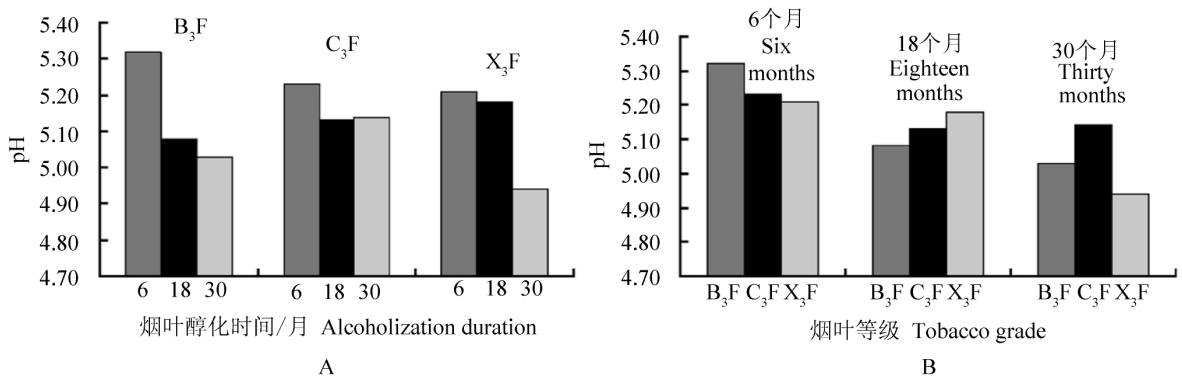 5.40
5.30
5.20
5.10
5.00
4.90
4.80
4.70
pH
B₃F
C₃F
X₃F
6 18 30
6 18 30
6 18 30
烟叶醇化时间/月 Alcoholization duration
A
5.40
5.30
5.20
5.10
5.00
4.90
4.80
4.70
pH
6个月
Six
months
18个月
Eighteen
months
30个月
Thirty
months
B₃F C₃F X₃F
B₃F C₃F X₃F
B₃F C₃F X₃F
烟叶等级 Tobacco grade
B